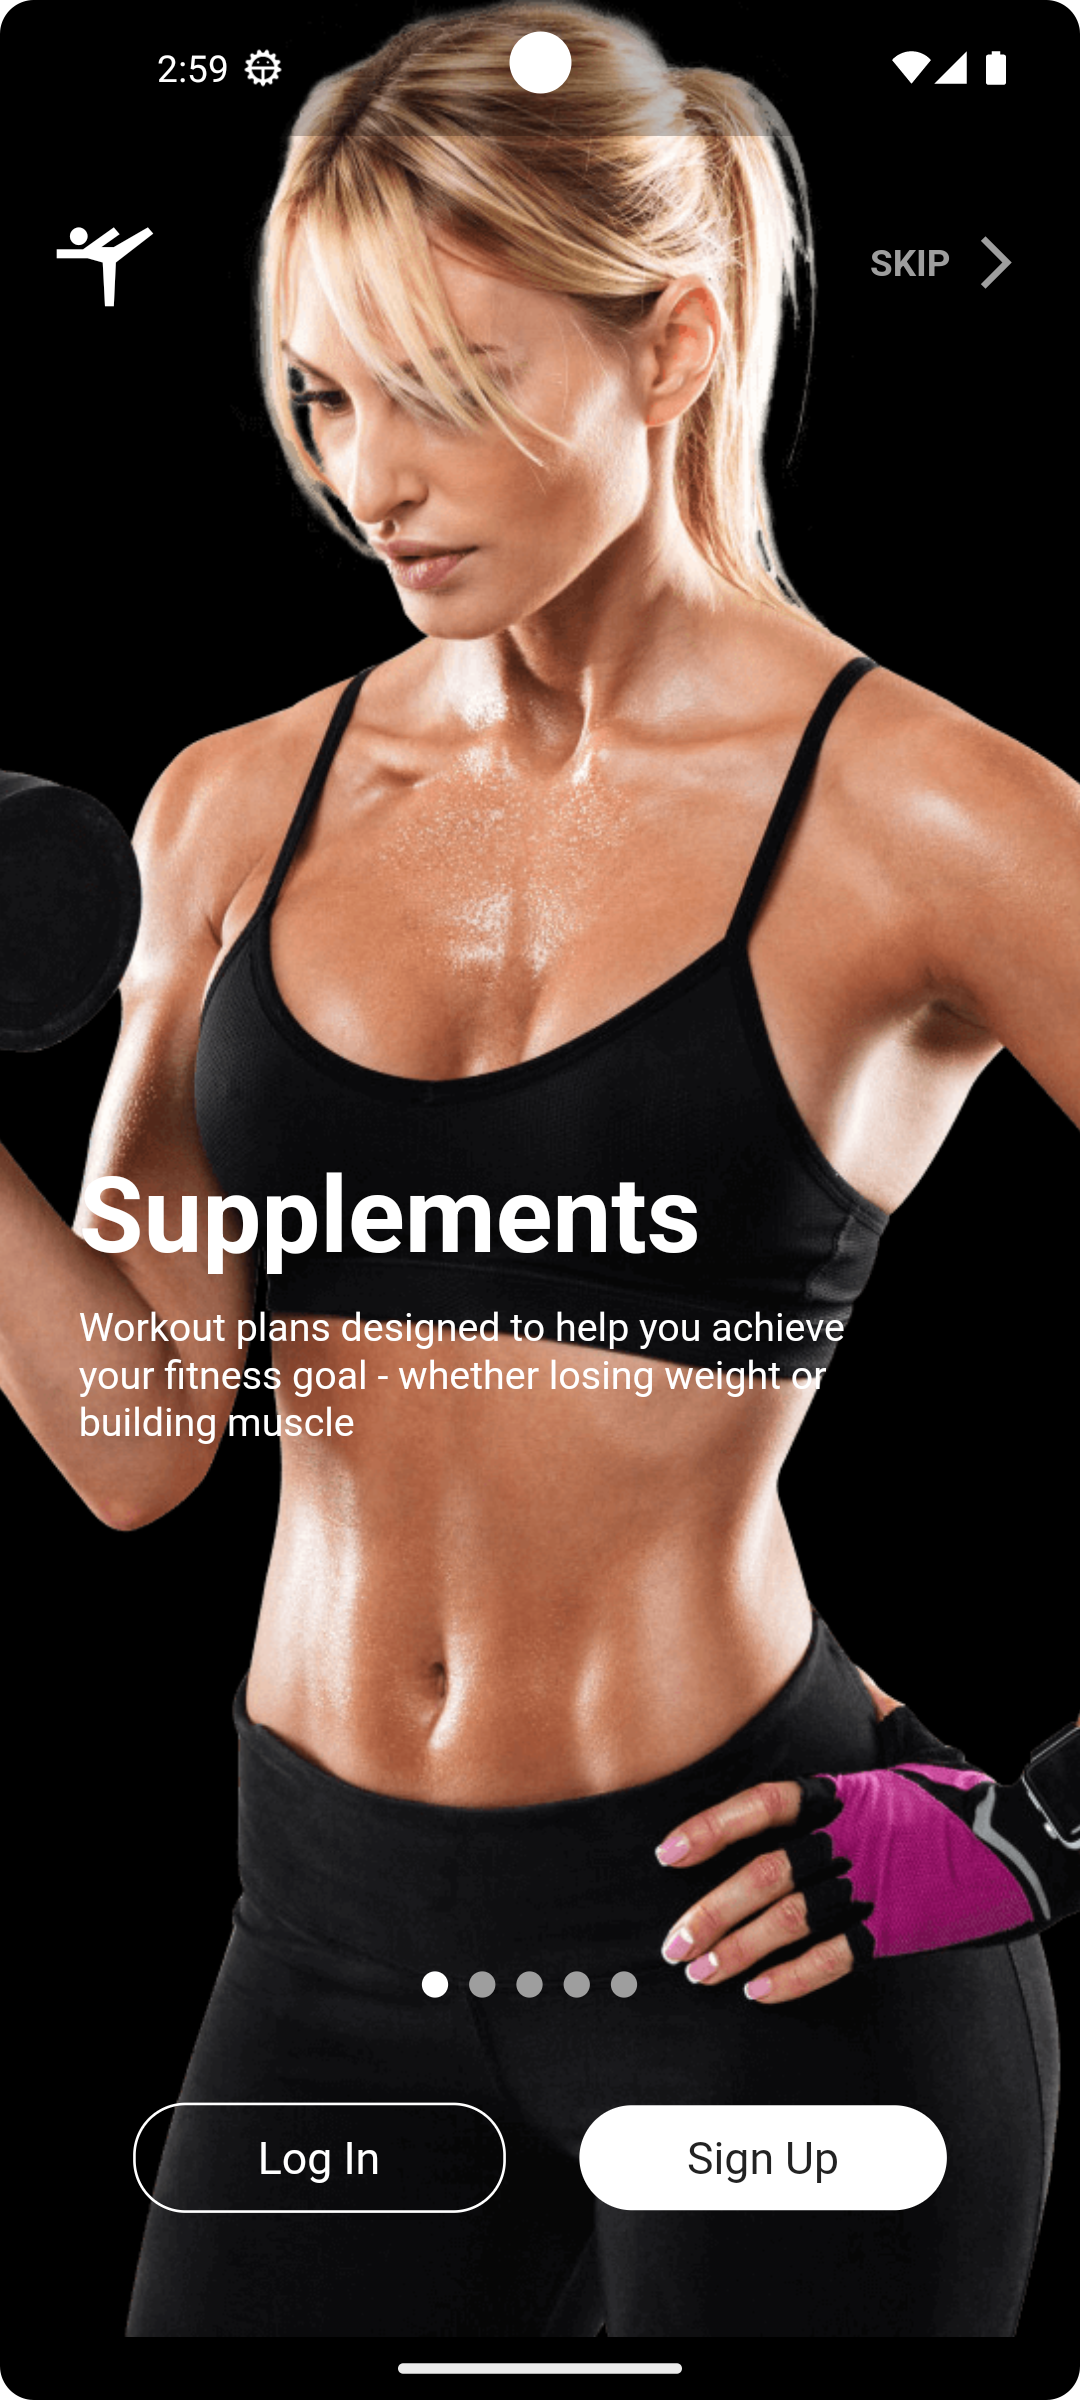 2:59
SKIP
Supplements
Workout plans designed to help you achieve
your fitness goal - whether losing weight or
building muscle
Log In
Sign Up